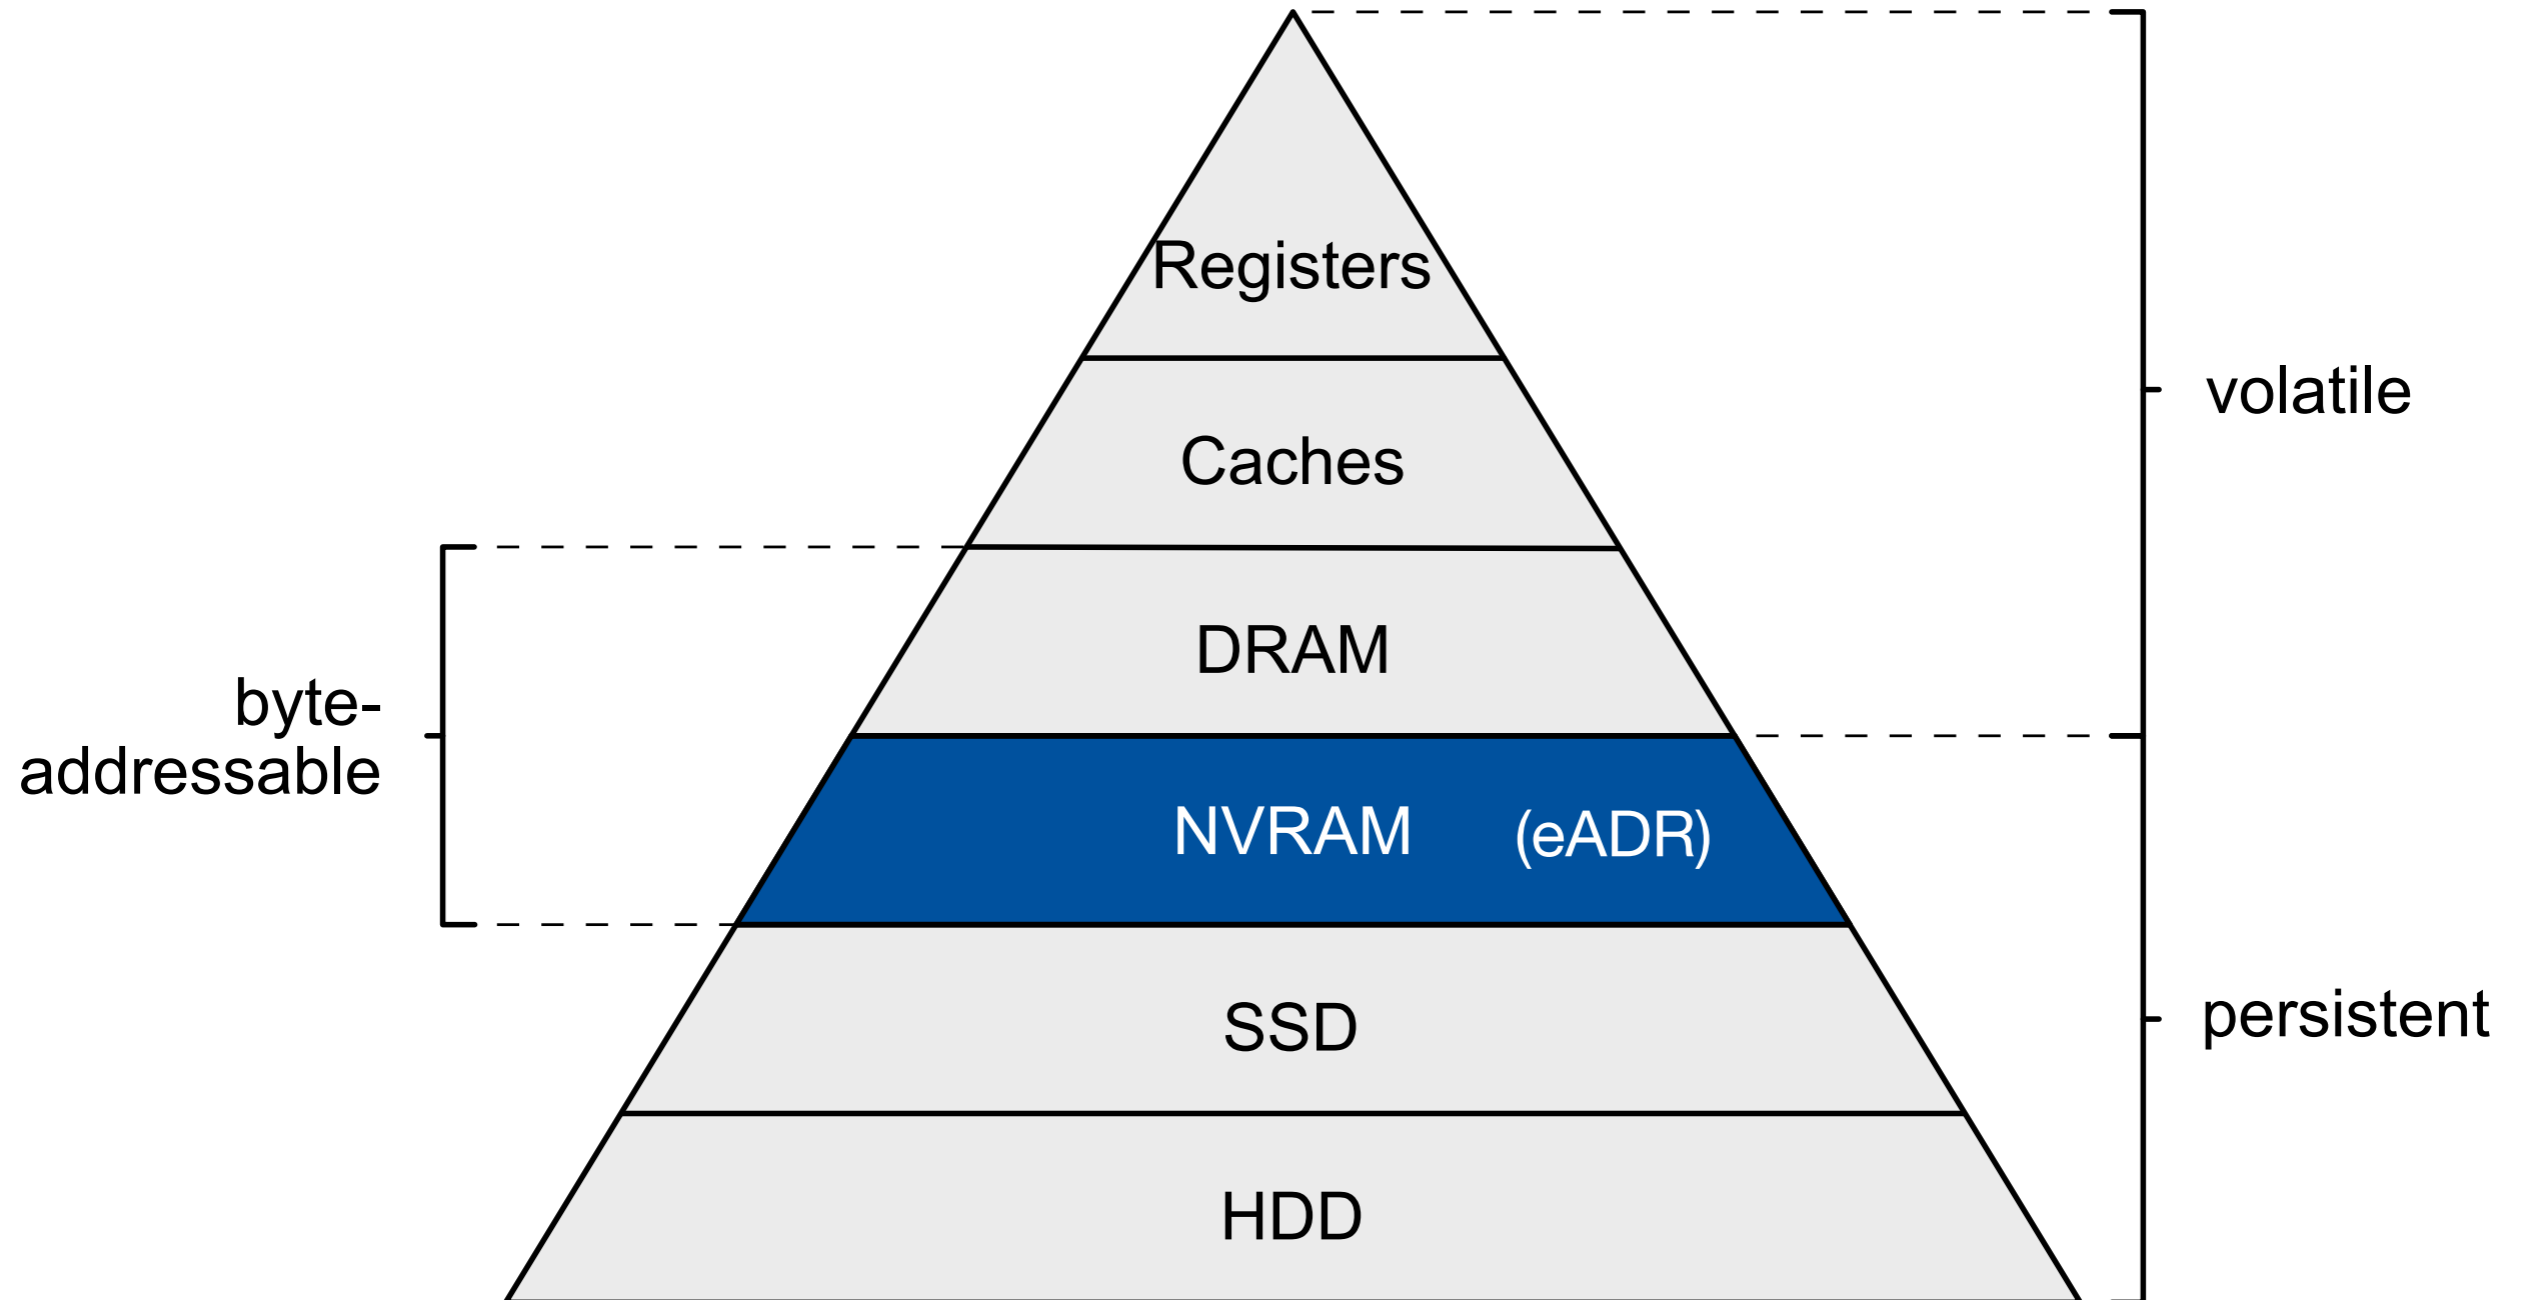 Registers
volatile
Caches
DRAM
byte-
addressable
NVRAM (eADR)
SSD
persistent
HDD